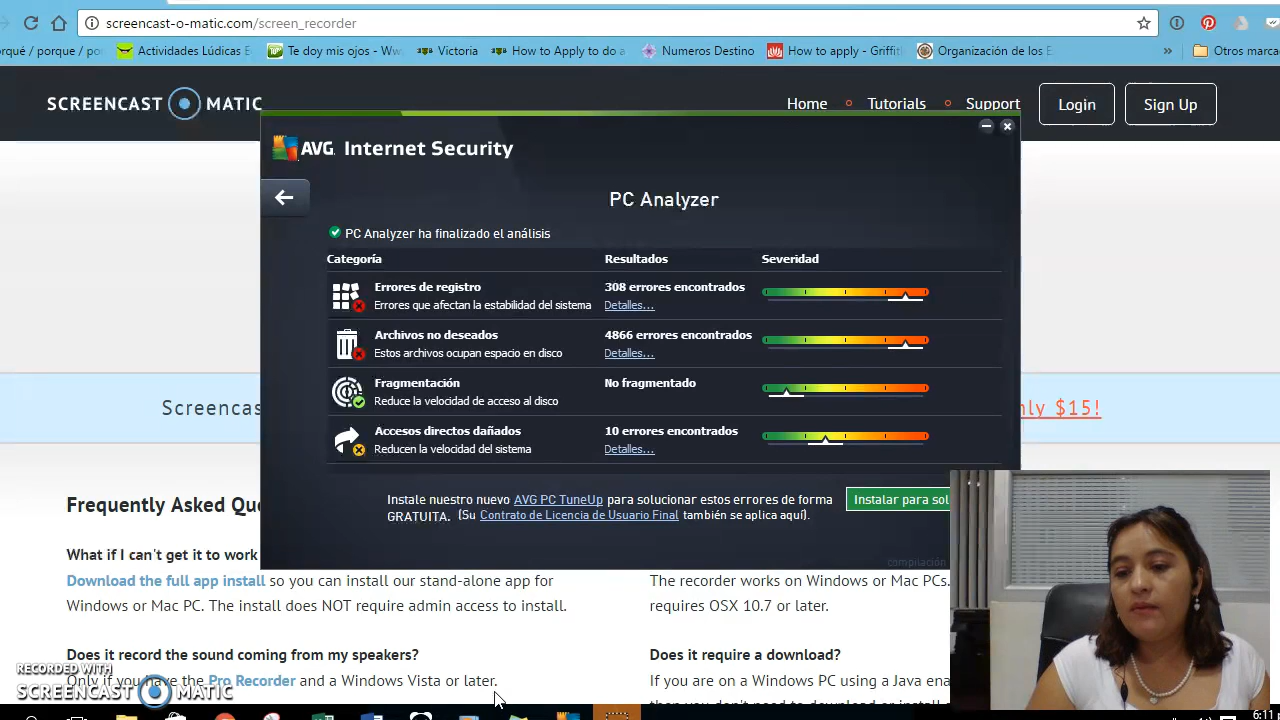 screencast-o-matic.com/screen_recorder
orqué / porque / po
Actividades Lúdicas E
Te doy mis ojos - Ww
Victoria
How to Apply to do a
Numeros Destino
How to apply - Griffit
Organización de los E
»
Otros marca
SCREENCAST MATIC
Home
Tutorials
Support
Login
Sign Up
AVG Internet Security
PC Analyzer
PC Analyzer ha finalizado el análisis
Categoría Resultados Severidad
Errores de registro 308 errores encontrados
Errores que afectan la estabilidad del sistema Detalles...
Archivos no deseados 4866 errores encontrados
Estos archivos ocupan espacio en disco Detalles...
Fragmentación No fragmentado
Reduce la velocidad de acceso al disco
Accesos directos dañados 10 errores encontrados
Reducen la velocidad del sistema Detalles...
Instale nuestro nuevo AVG PC TuneUp para solucionar estos errores de forma
GRATUITA. (Su Contrato de Licencia de Usuario Final también se aplica aquí).
Instalar para sol
compilación
Screencas
nly $15!
Frequently Asked Que
What if I can't get it to work
Download the full app install so you can install our stand-alone app for
Windows or Mac PC. The install does NOT require admin access to install.
Does it record the sound coming from my speakers?
Only if you have the Pro Recorder and a Windows Vista or later.
The recorder works on Windows or Mac PCs.
requires OSX 10.7 or later.
Does it require a download?
If you are on a Windows PC using a Java ena
RECORDED WITH
SCREENCAST MATIC
6:11